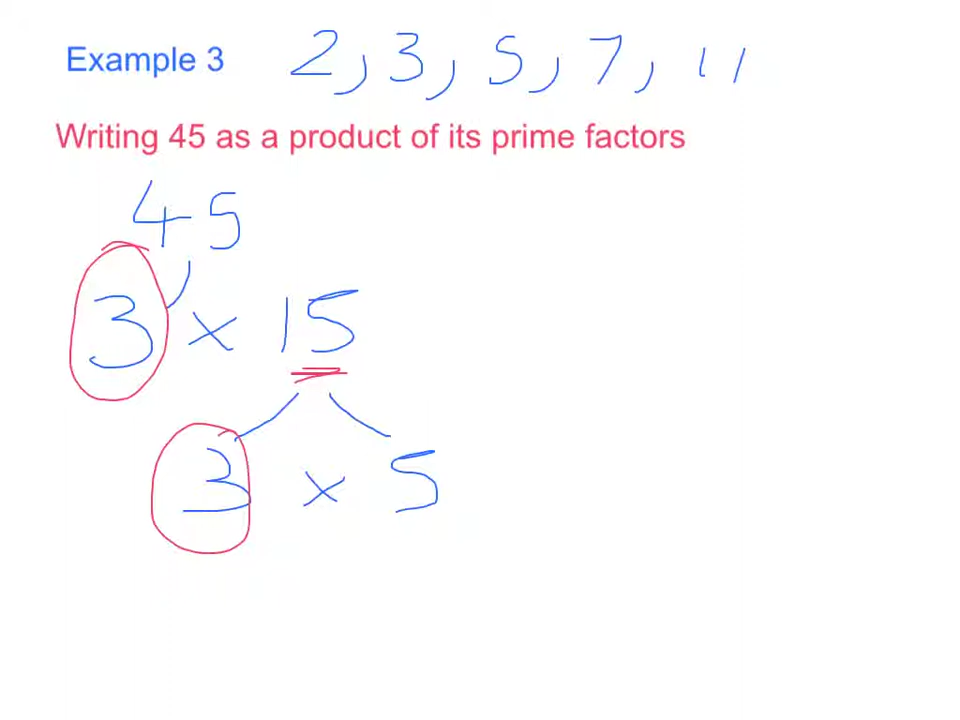 Example 3 2, 3, 5, 7, 11
Writing 45 as a product of its prime factors
45
3 × 15
3 × 5